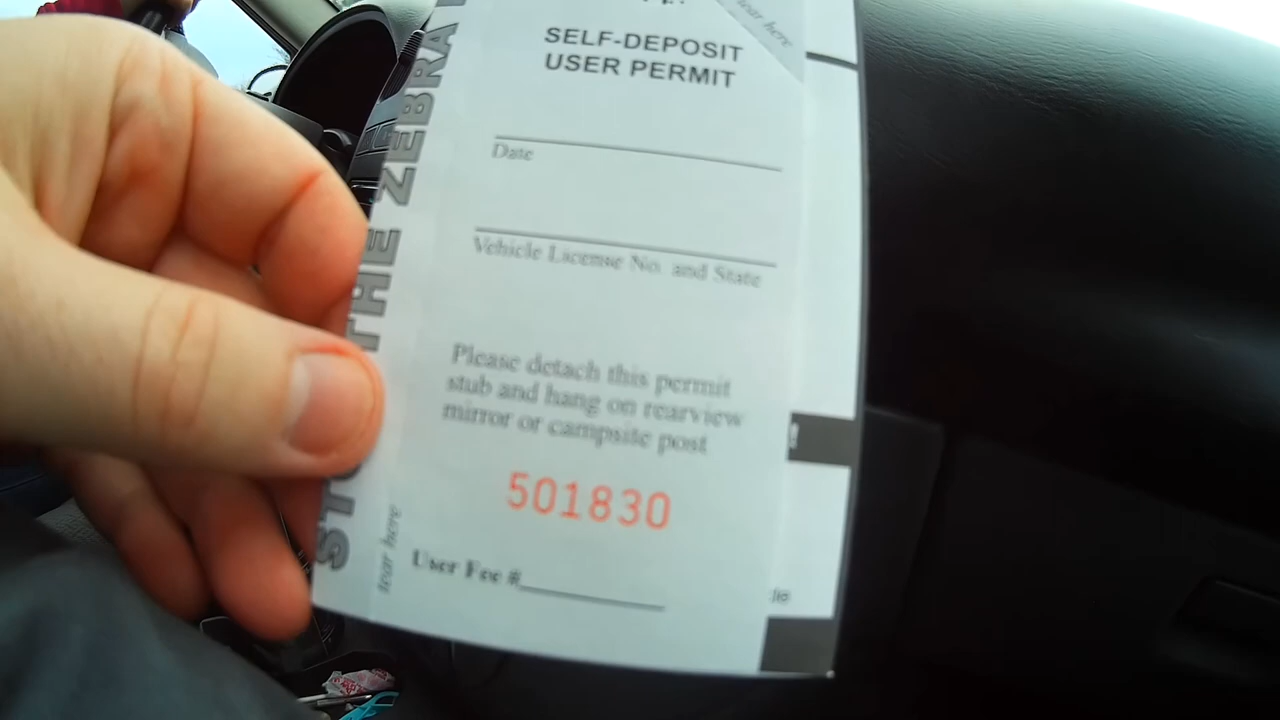 tear here
SELF-DEPOSIT
USER PERMIT
Date
Vehicle License No. and State
Please detach this permit
stub and hang on rearview
mirror or campsite post
501830
User Fee #
tear here
THE ZEBRA